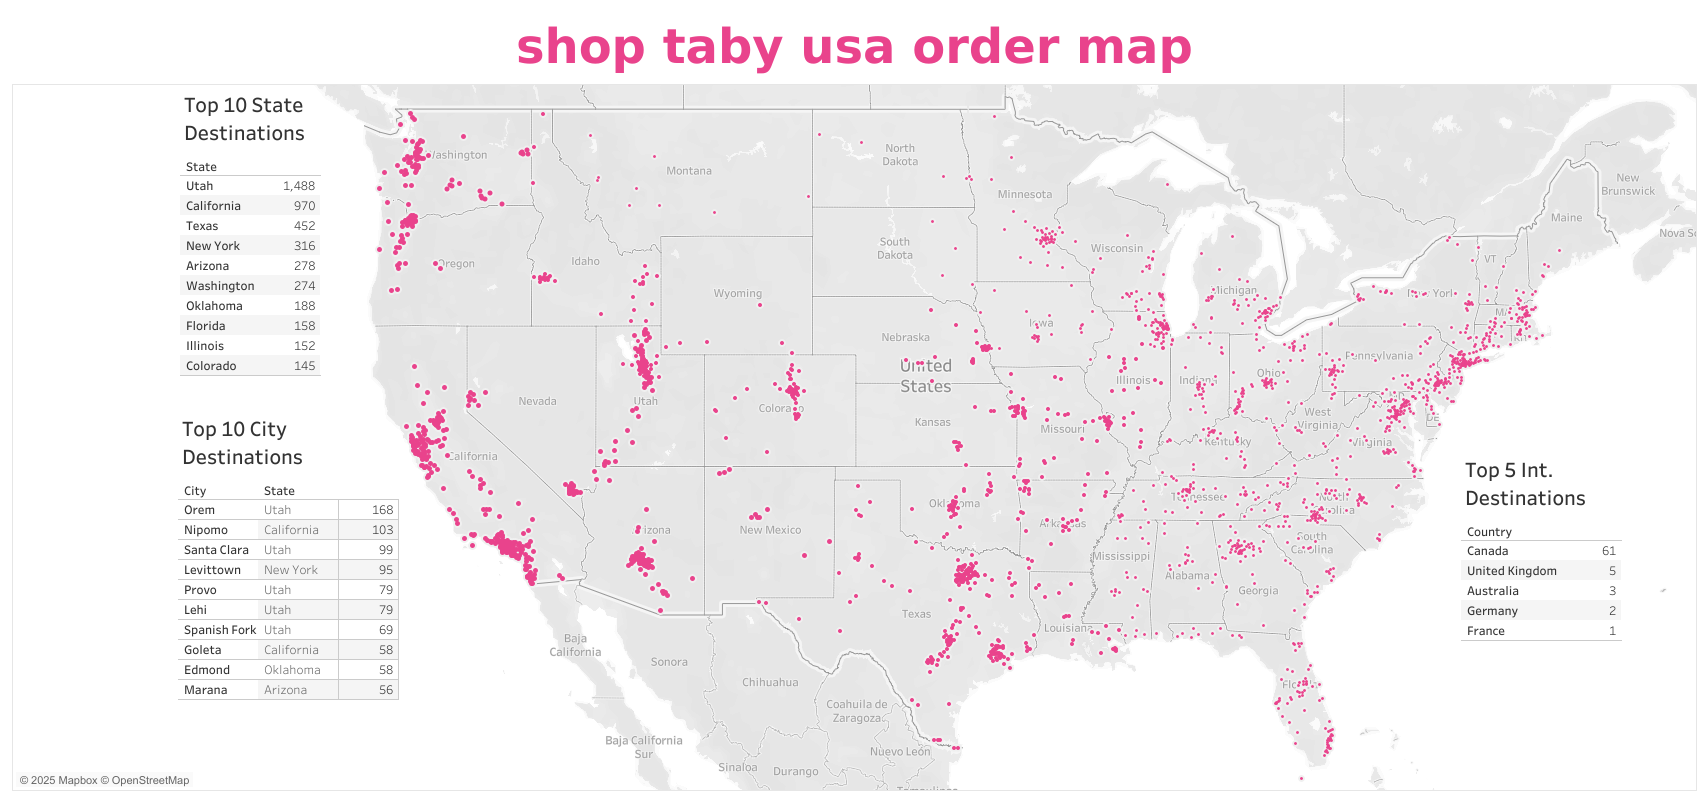 shop taby usa order map
Top 10 State
Destinations
State
Utah 1,488
California 970
Texas 452
New York 316
Arizona 278
Washington 274
Oklahoma 188
Florida 158
Illinois 152
Colorado 145
Top 10 City
Destinations
City State
Orem Utah 168
Nipomo California 103
Santa Clara Utah 99
Levittown New York 95
Provo Utah 79
Lehi Utah 79
Spanish Fork Utah 69
Goleta California 58
Edmond Oklahoma 58
Marana Arizona 56
Top 5 Int.
Destinations
Country
Canada 61
United Kingdom 5
Australia 3
Germany 2
France 1
Washington
Montana
North
Dakota
Minnesota
New
Brunswick
Maine
Nova Sc
Oregon
Idaho
South
Dakota
Wisconsin
VT
Wyoming
Michigan
New York
MA
Iowa
Nebraska
United
States
Pennsylvania
Nevada
Utah
Colorado
Illinois
Indiana
Ohio
Kansas
Missouri
West
Virginia
DE
California
Kentucky
Virginia
Arizona
New Mexico
Oklahoma
Arkansas
Tennessee
North
Carolina
South
Carolina
Mississippi
Alabama
Georgia
Texas
Louisiana
Baja
California
Sonora
Chihuahua
Florida
Coahuila de
Zaragoza
Baja California
Sur
Nuevo León
Sinaloa
Durango
Tamaulipas
© 2025 Mapbox © OpenStreetMap